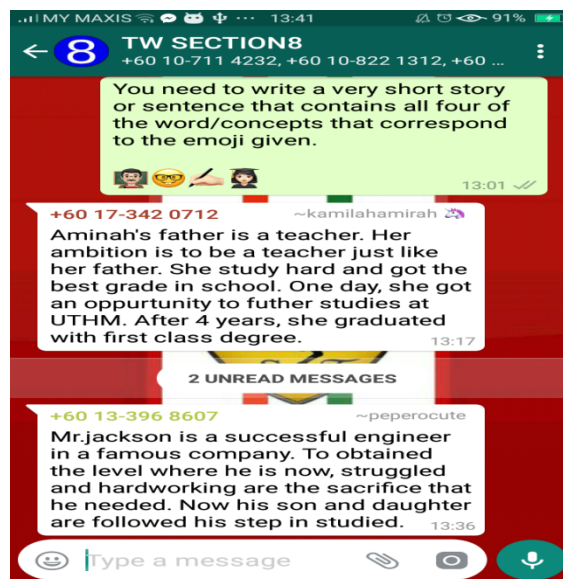 MY MAXIS 13:41 91%
8 TW SECTION8
+60 10-711 4232, +60 10-822 1312, +60 ...
You need to write a very short story
or sentence that contains all four of
the word/concepts that correspond
to the emoji given.
👨🏻‍🏫🤓✍🏻👩🏻‍🎓
13:01
+60 17-342 0712 ~kamilahamirah 🦄
Aminah's father is a teacher. Her
ambition is to be a teacher just like
her father. She study hard and got the
best grade in school. One day, she got
an oppurtunity to futher studies at
UTHM. After 4 years, she graduated
with first class degree. 13:17
2 UNREAD MESSAGES
+60 13-396 8607 ~peperocute
Mr.jackson is a successful engineer
in a famous company. To obtained
the level where he is now, struggled
and hardworking are the sacrifice that
he needed. Now his son and daughter
are followed his step in studied. 13:36
Type a message